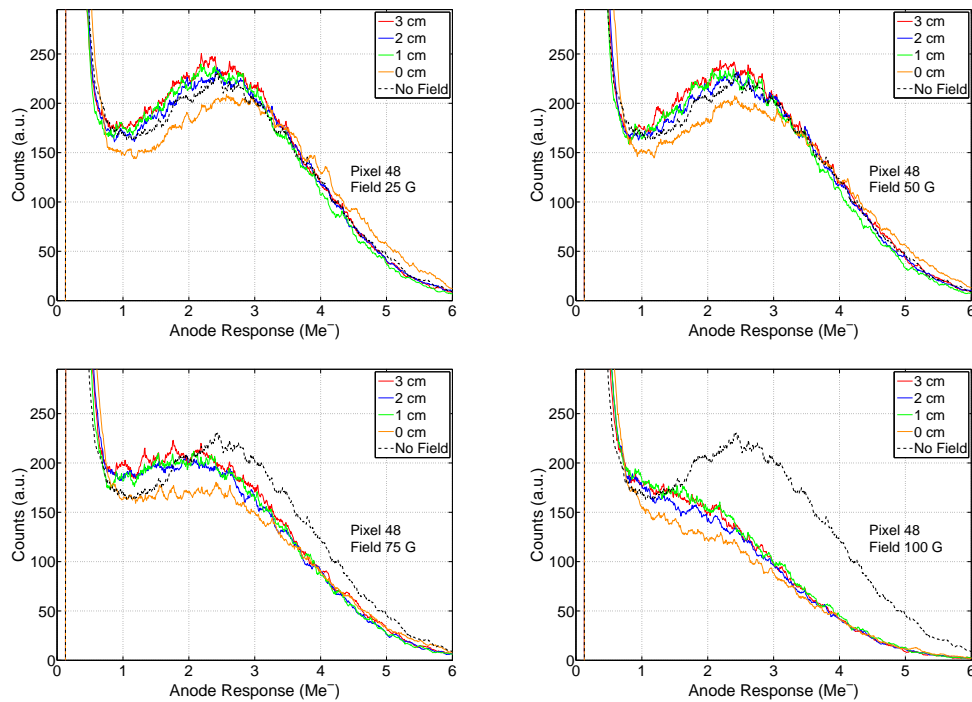 3 cm
2 cm
1 cm
0 cm
No Field
250
200
150
100
50
0
Counts (a.u.)
Pixel 48
Field 25 G
0 1 2 3 4 5 6
Anode Response (Me⁻)
3 cm
2 cm
1 cm
0 cm
No Field
250
200
150
100
50
0
Counts (a.u.)
Pixel 48
Field 50 G
0 1 2 3 4 5 6
Anode Response (Me⁻)
3 cm
2 cm
1 cm
0 cm
No Field
250
200
150
100
50
0
Counts (a.u.)
Pixel 48
Field 75 G
0 1 2 3 4 5 6
Anode Response (Me⁻)
3 cm
2 cm
1 cm
0 cm
No Field
250
200
150
100
50
0
Counts (a.u.)
Pixel 48
Field 100 G
0 1 2 3 4 5 6
Anode Response (Me⁻)